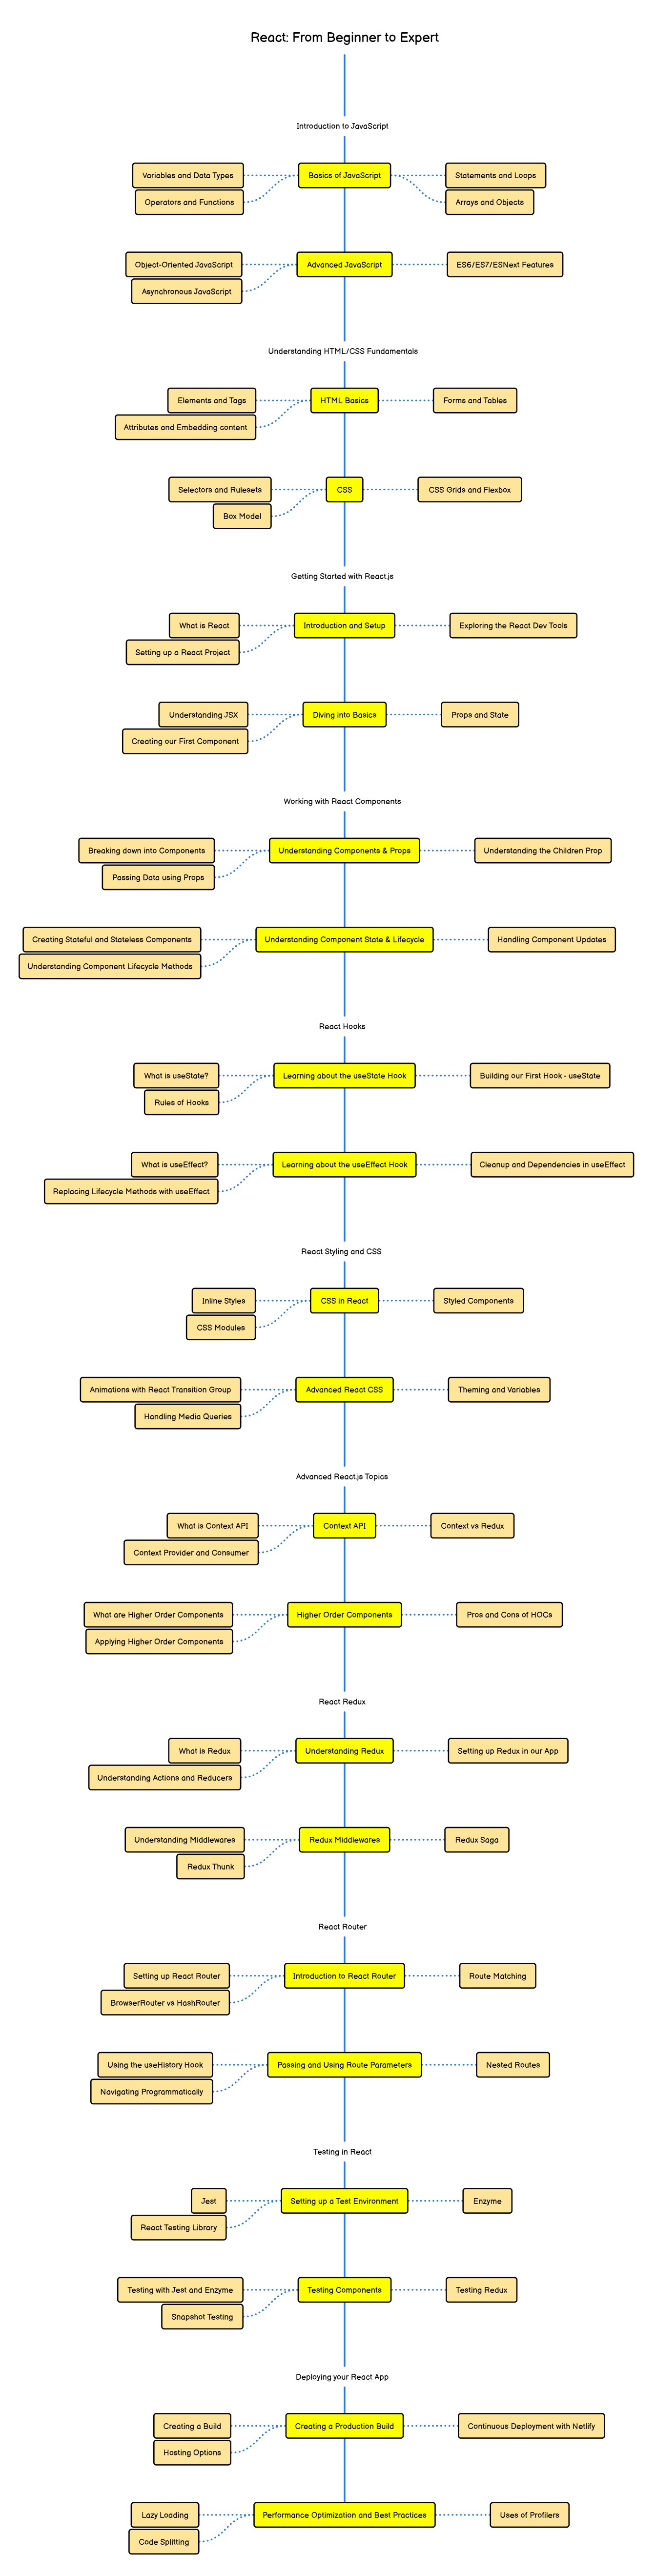 React: From Beginner to Expert
Introduction to JavaScript
Variables and Data Types
Basics of JavaScript
Statements and Loops
Operators and Functions
Arrays and Objects
Object-Oriented JavaScript
Advanced JavaScript
ES6/ES7/ESNext Features
Asynchronous JavaScript
Understanding HTML/CSS Fundamentals
Elements and Tags
HTML Basics
Forms and Tables
Attributes and Embedding content
Selectors and Rulesets
CSS
CSS Grids and Flexbox
Box Model
Getting Started with React.js
What is React
Introduction and Setup
Exploring the React Dev Tools
Setting up a React Project
Understanding JSX
Diving into Basics
Props and State
Creating our First Component
Working with React Components
Breaking down into Components
Understanding Components & Props
Understanding the Children Prop
Passing Data using Props
Creating Stateful and Stateless Components
Understanding Component State & Lifecycle
Handling Component Updates
Understanding Component Lifecycle Methods
React Hooks
What is useState?
Learning about the useState Hook
Building our First Hook - useState
Rules of Hooks
What is useEffect?
Learning about the useEffect Hook
Cleanup and Dependencies in useEffect
Replacing Lifecycle Methods with useEffect
React Styling and CSS
Inline Styles
CSS in React
Styled Components
CSS Modules
Animations with React Transition Group
Advanced React CSS
Theming and Variables
Handling Media Queries
Advanced React.js Topics
What is Context API
Context API
Context vs Redux
Context Provider and Consumer
What are Higher Order Components
Higher Order Components
Pros and Cons of HOCs
Applying Higher Order Components
React Redux
What is Redux
Understanding Redux
Setting up Redux in our App
Understanding Actions and Reducers
Understanding Middlewares
Redux Middlewares
Redux Saga
Redux Thunk
React Router
Setting up React Router
Introduction to React Router
Route Matching
BrowserRouter vs HashRouter
Using the useHistory Hook
Passing and Using Route Parameters
Nested Routes
Navigating Programmatically
Testing in React
Jest
Setting up a Test Environment
Enzyme
React Testing Library
Testing with Jest and Enzyme
Testing Components
Testing Redux
Snapshot Testing
Deploying your React App
Creating a Build
Creating a Production Build
Continuous Deployment with Netlify
Hosting Options
Lazy Loading
Performance Optimization and Best Practices
Uses of Profilers
Code Splitting